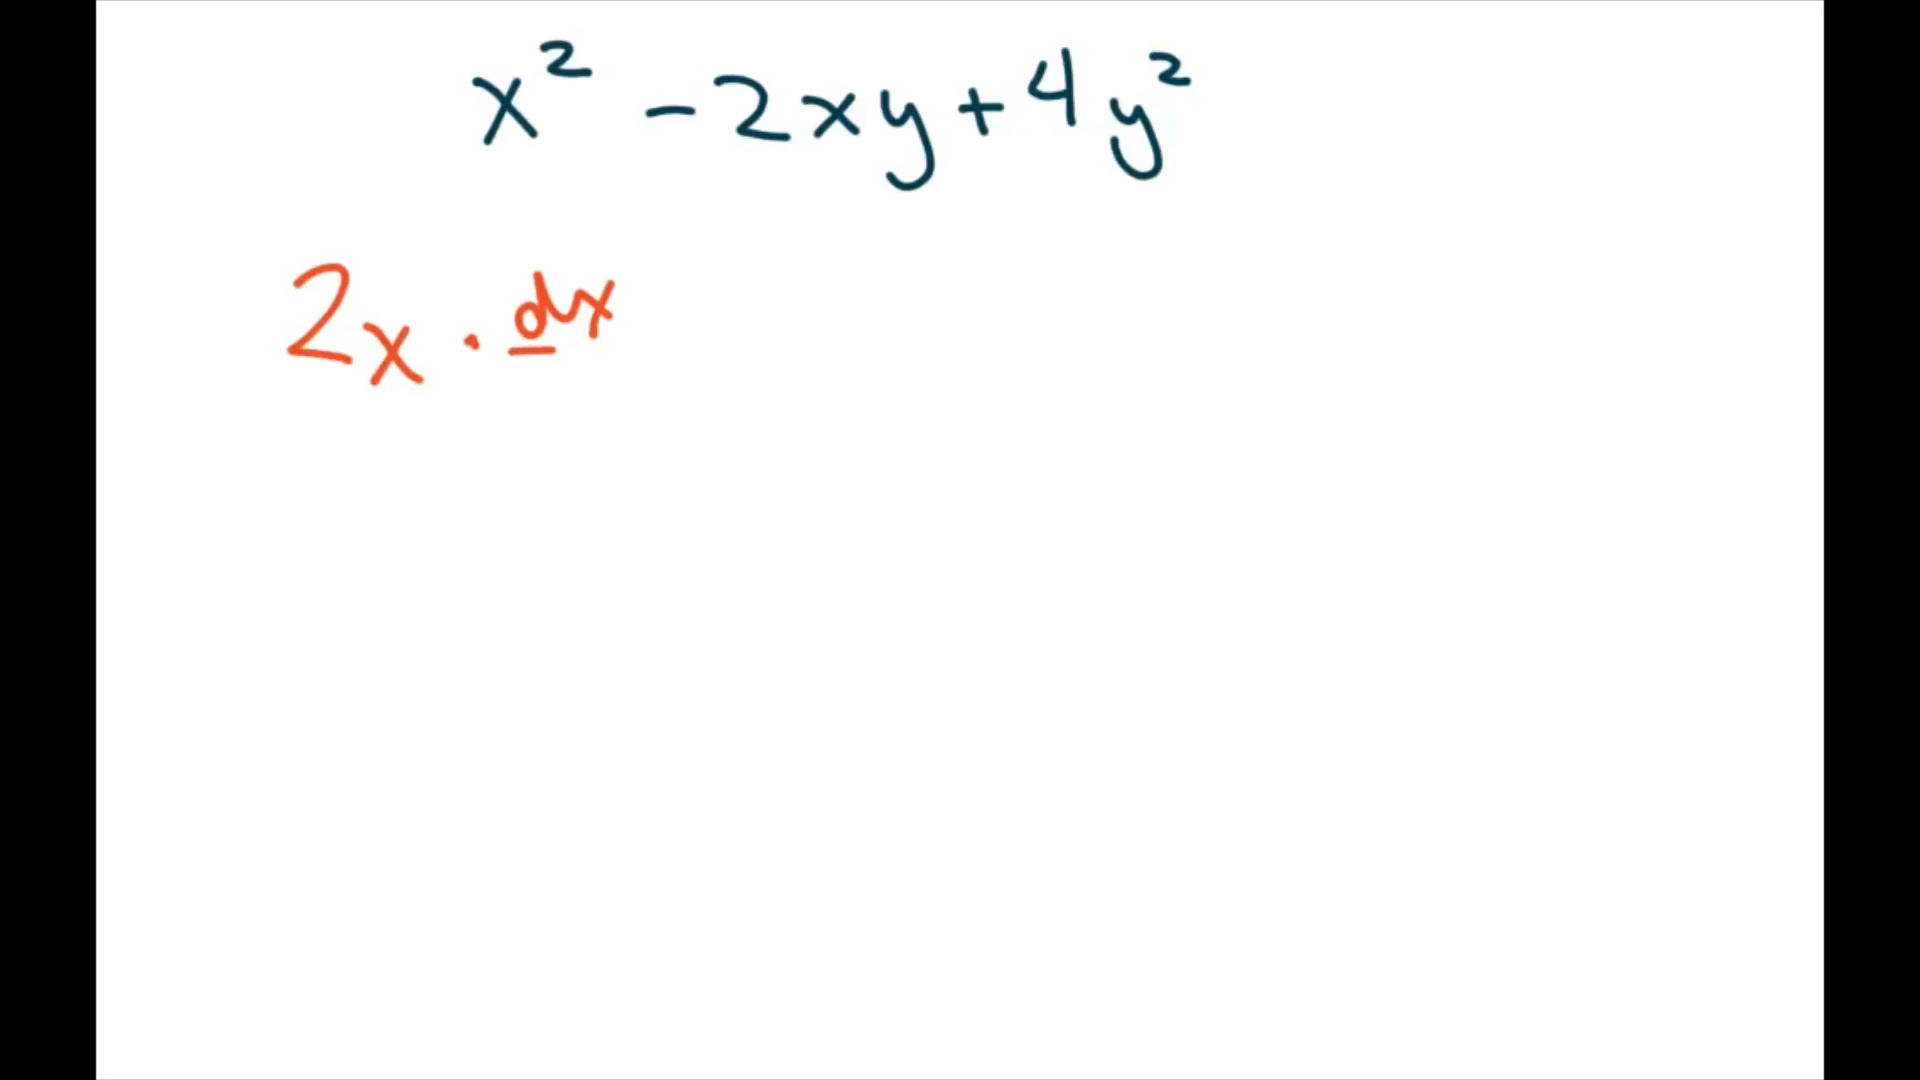 x² - 2xy + 4y²
2x · dx